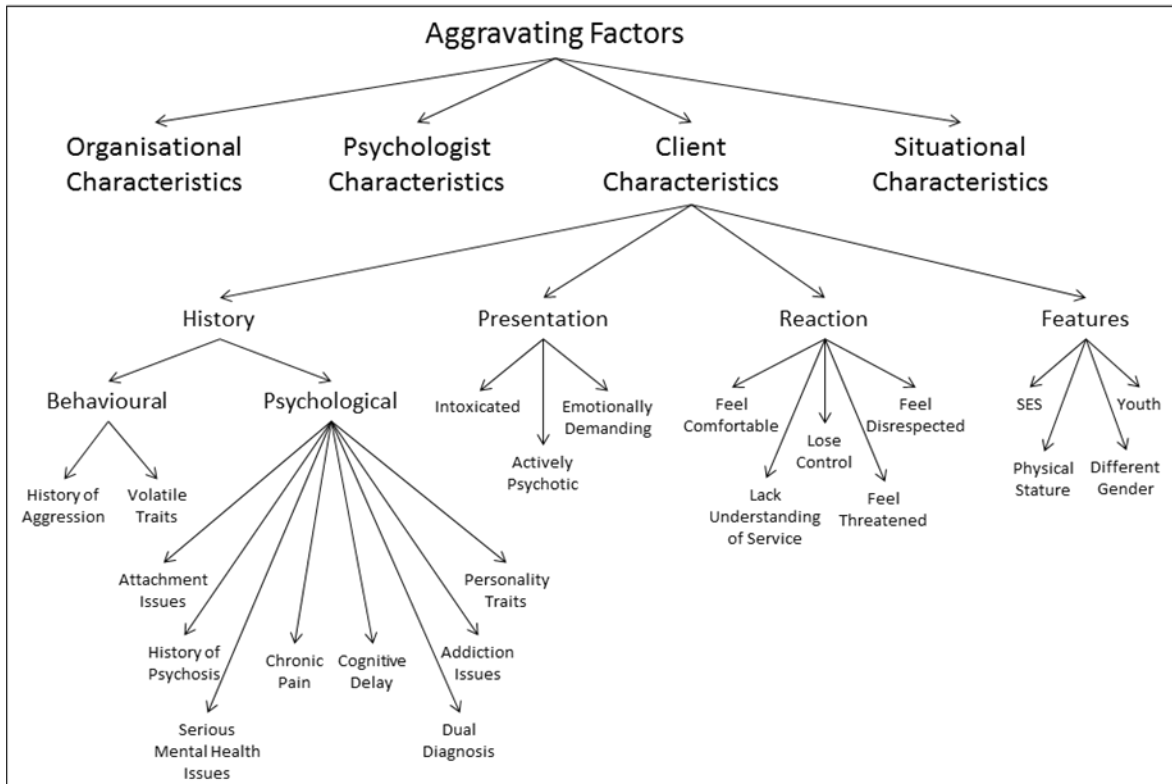 Aggravating Factors
Organisational
Characteristics
Psychologist
Characteristics
Client
Characteristics
Situational
Characteristics
History
Presentation
Reaction
Features
Behavioural
Psychological
Intoxicated
Emotionally
Demanding
Actively
Psychotic
Feel
Comfortable
Lose
Control
Feel
Disrespected
Lack
Understanding
of Service
Feel
Threatened
SES
Youth
Physical
Stature
Different
Gender
History of
Aggression
Volatile
Traits
Attachment
Issues
Personality
Traits
History of
Psychosis
Chronic
Pain
Cognitive
Delay
Addiction
Issues
Serious
Mental Health
Issues
Dual
Diagnosis